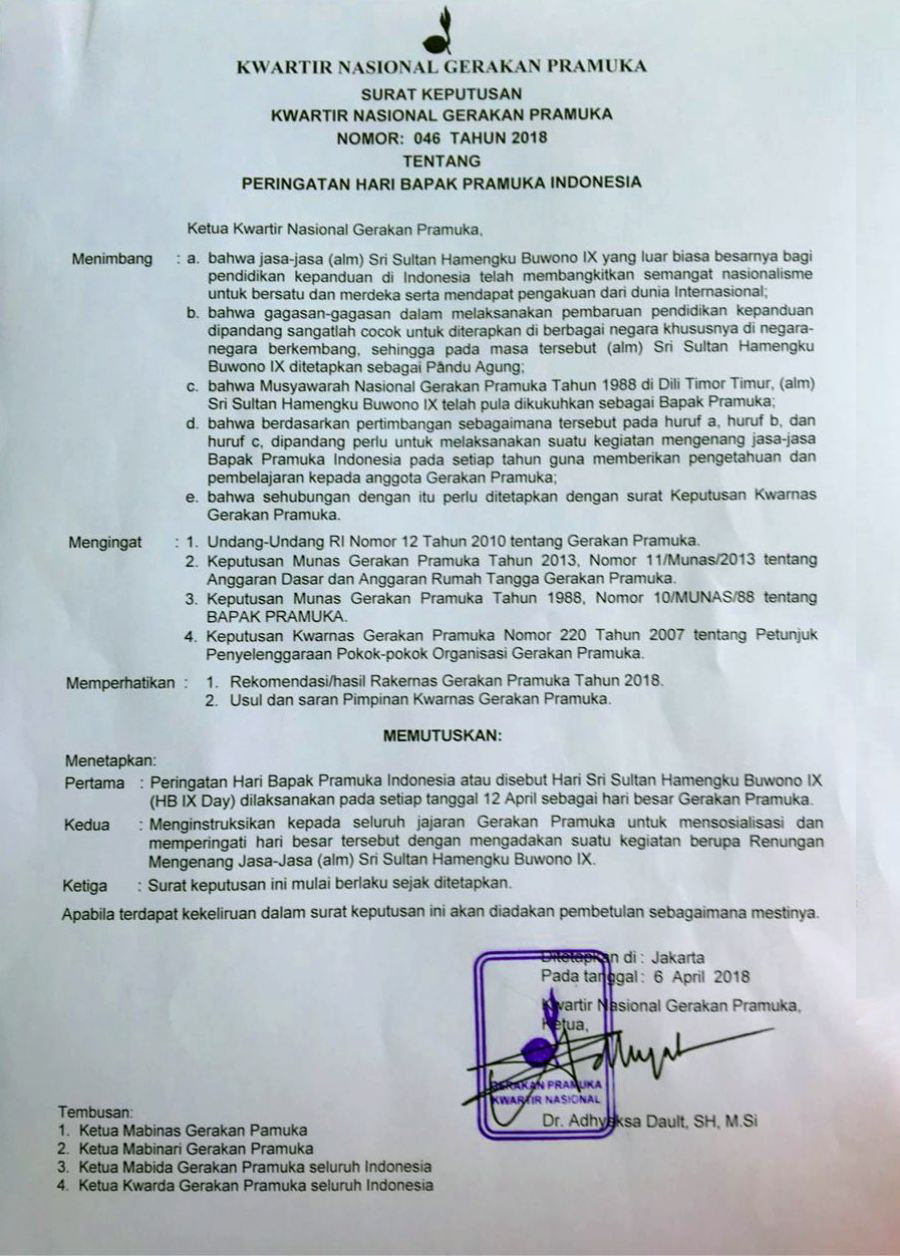 KWARTIR NASIONAL GERAKAN PRAMUKA
SURAT KEPUTUSAN
KWARTIR NASIONAL GERAKAN PRAMUKA
NOMOR: 046 TAHUN 2018
TENTANG
PERINGATAN HARI BAPAK PRAMUKA INDONESIA
Ketua Kwartir Nasional Gerakan Pramuka,
Menimbang : a. bahwa jasa-jasa (alm) Sri Sultan Hamengku Buwono IX yang luar biasa besarnya bagi
pendidikan kepanduan di Indonesia telah membangkitkan semangat nasionalisme
untuk bersatu dan merdeka serta mendapat pengakuan dari dunia Internasional;
b. bahwa gagasan-gagasan dalam melaksanakan pembaruan pendidikan kepanduan
dipandang sangatlah cocok untuk diterapkan di berbagai negara khususnya di negara-
negara berkembang, sehingga pada masa tersebut (alm) Sri Sultan Hamengku
Buwono IX ditetapkan sebagai Pandu Agung;
c. bahwa Musyawarah Nasional Gerakan Pramuka Tahun 1988 di Dili Timor Timur, (alm)
Sri Sultan Hamengku Buwono IX telah pula dikukuhkan sebagai Bapak Pramuka;
d. bahwa berdasarkan pertimbangan sebagaimana tersebut pada huruf a, huruf b, dan
huruf c, dipandang perlu untuk melaksanakan suatu kegiatan mengenang jasa-jasa
Bapak Pramuka Indonesia pada setiap tahun guna memberikan pengetahuan dan
pembelajaran kepada anggota Gerakan Pramuka;
e. bahwa sehubungan dengan itu perlu ditetapkan dengan surat Keputusan Kwarnas
Gerakan Pramuka.
Mengingat : 1. Undang-Undang RI Nomor 12 Tahun 2010 tentang Gerakan Pramuka.
2. Keputusan Munas Gerakan Pramuka Tahun 2013, Nomor 11/Munas/2013 tentang
Anggaran Dasar dan Anggaran Rumah Tangga Gerakan Pramuka.
3. Keputusan Munas Gerakan Pramuka Tahun 1988, Nomor 10/MUNAS/88 tentang
BAPAK PRAMUKA.
4. Keputusan Kwarnas Gerakan Pramuka Nomor 220 Tahun 2007 tentang Petunjuk
Penyelenggaraan Pokok-pokok Organisasi Gerakan Pramuka.
Memperhatikan : 1. Rekomendasi/hasil Rakernas Gerakan Pramuka Tahun 2018.
2. Usul dan saran Pimpinan Kwarnas Gerakan Pramuka.
MEMUTUSKAN:
Menetapkan:
Pertama : Peringatan Hari Bapak Pramuka Indonesia atau disebut Hari Sri Sultan Hamengku Buwono IX
(HB IX Day) dilaksanakan pada setiap tanggal 12 April sebagai hari besar Gerakan Pramuka.
Kedua : Menginstruksikan kepada seluruh jajaran Gerakan Pramuka untuk mensosialisasi dan
memperingati hari besar tersebut dengan mengadakan suatu kegiatan berupa Renungan
Mengenang Jasa-Jasa (alm) Sri Sultan Hamengku Buwono IX.
Ketiga : Surat keputusan ini mulai berlaku sejak ditetapkan.
Apabila terdapat kekeliruan dalam surat keputusan ini akan diadakan pembetulan sebagaimana mestinya.
Ditetapkan di : Jakarta
Pada tanggal : 6 April 2018
Kwartir Nasional Gerakan Pramuka,
Ketua,
GERAKAN PRAMUKA
KWARTIR NASIONAL
Dr. Adhyaksa Dault, SH, M.Si
Tembusan:
1. Ketua Mabinas Gerakan Pamuka
2. Ketua Mabinari Gerakan Pramuka
3. Ketua Mabida Gerakan Pramuka seluruh Indonesia
4. Ketua Kwarda Gerakan Pramuka seluruh Indonesia